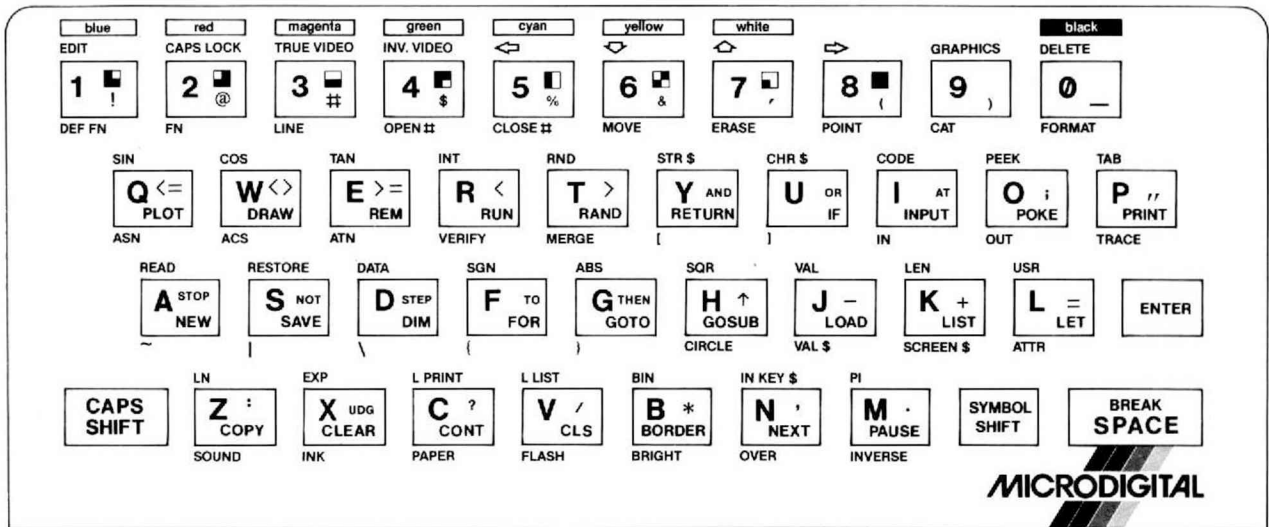 blue red magenta green cyan yellow white black
EDIT CAPS LOCK TRUE VIDEO INV. VIDEO ⇦ ⇩ ⇧ ⇨ GRAPHICS DELETE
1 ! 2 @ 3 # 4 $ 5 % 6 & 7 ' 8 ( 9 ) 0 _
DEF FN FN LINE OPEN # CLOSE # MOVE ERASE POINT CAT FORMAT
SIN COS TAN INT RND STR $ CHR $ CODE PEEK TAB
Q <= W <> E >= R < T > Y AND U OR I AT O ; P "
PLOT DRAW REM RUN RAND RETURN IF INPUT POKE PRINT
ASN ACS ATN VERIFY MERGE [ ] IN OUT TRACE
READ RESTORE DATA SGN ABS SQR VAL LEN USR
A STOP S NOT D STEP F TO G THEN H ↑ J − K + L = ENTER
NEW SAVE DIM FOR GOTO GOSUB LOAD LIST LET
~ | \ { } CIRCLE VAL $ SCREEN $ ATTR
LN EXP L PRINT L LIST BIN IN KEY $ PI
CAPS Z : X UDG C ? V / B * N , M . SYMBOL BREAK
SHIFT COPY CLEAR CONT CLS BORDER NEXT PAUSE SHIFT SPACE
SOUND INK PAPER FLASH BRIGHT OVER INVERSE
MICRODIGITAL